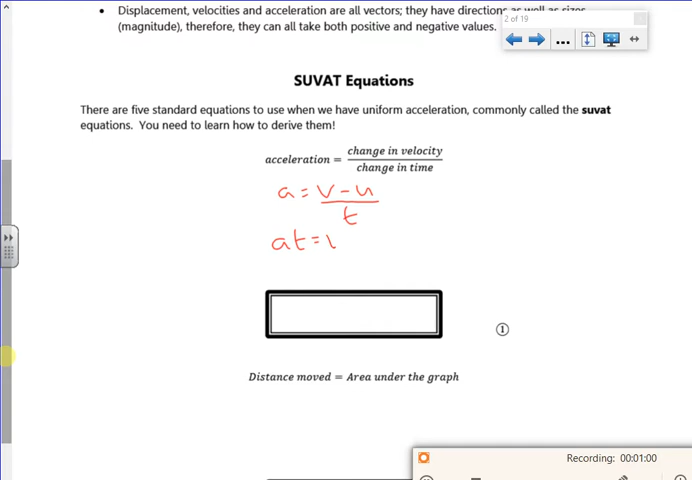 • Displacement, velocities and acceleration are all vectors; they have directions as well as sizes
(magnitude), therefore, they can all take both positive and negative values.
2 of 19
...
SUVAT Equations
There are five standard equations to use when we have uniform acceleration, commonly called the suvat
equations. You need to learn how to derive them!
acceleration = change in velocity / change in time
a = v - u / t
at =
①
Distance moved = Area under the graph
Recording: 00:01:00